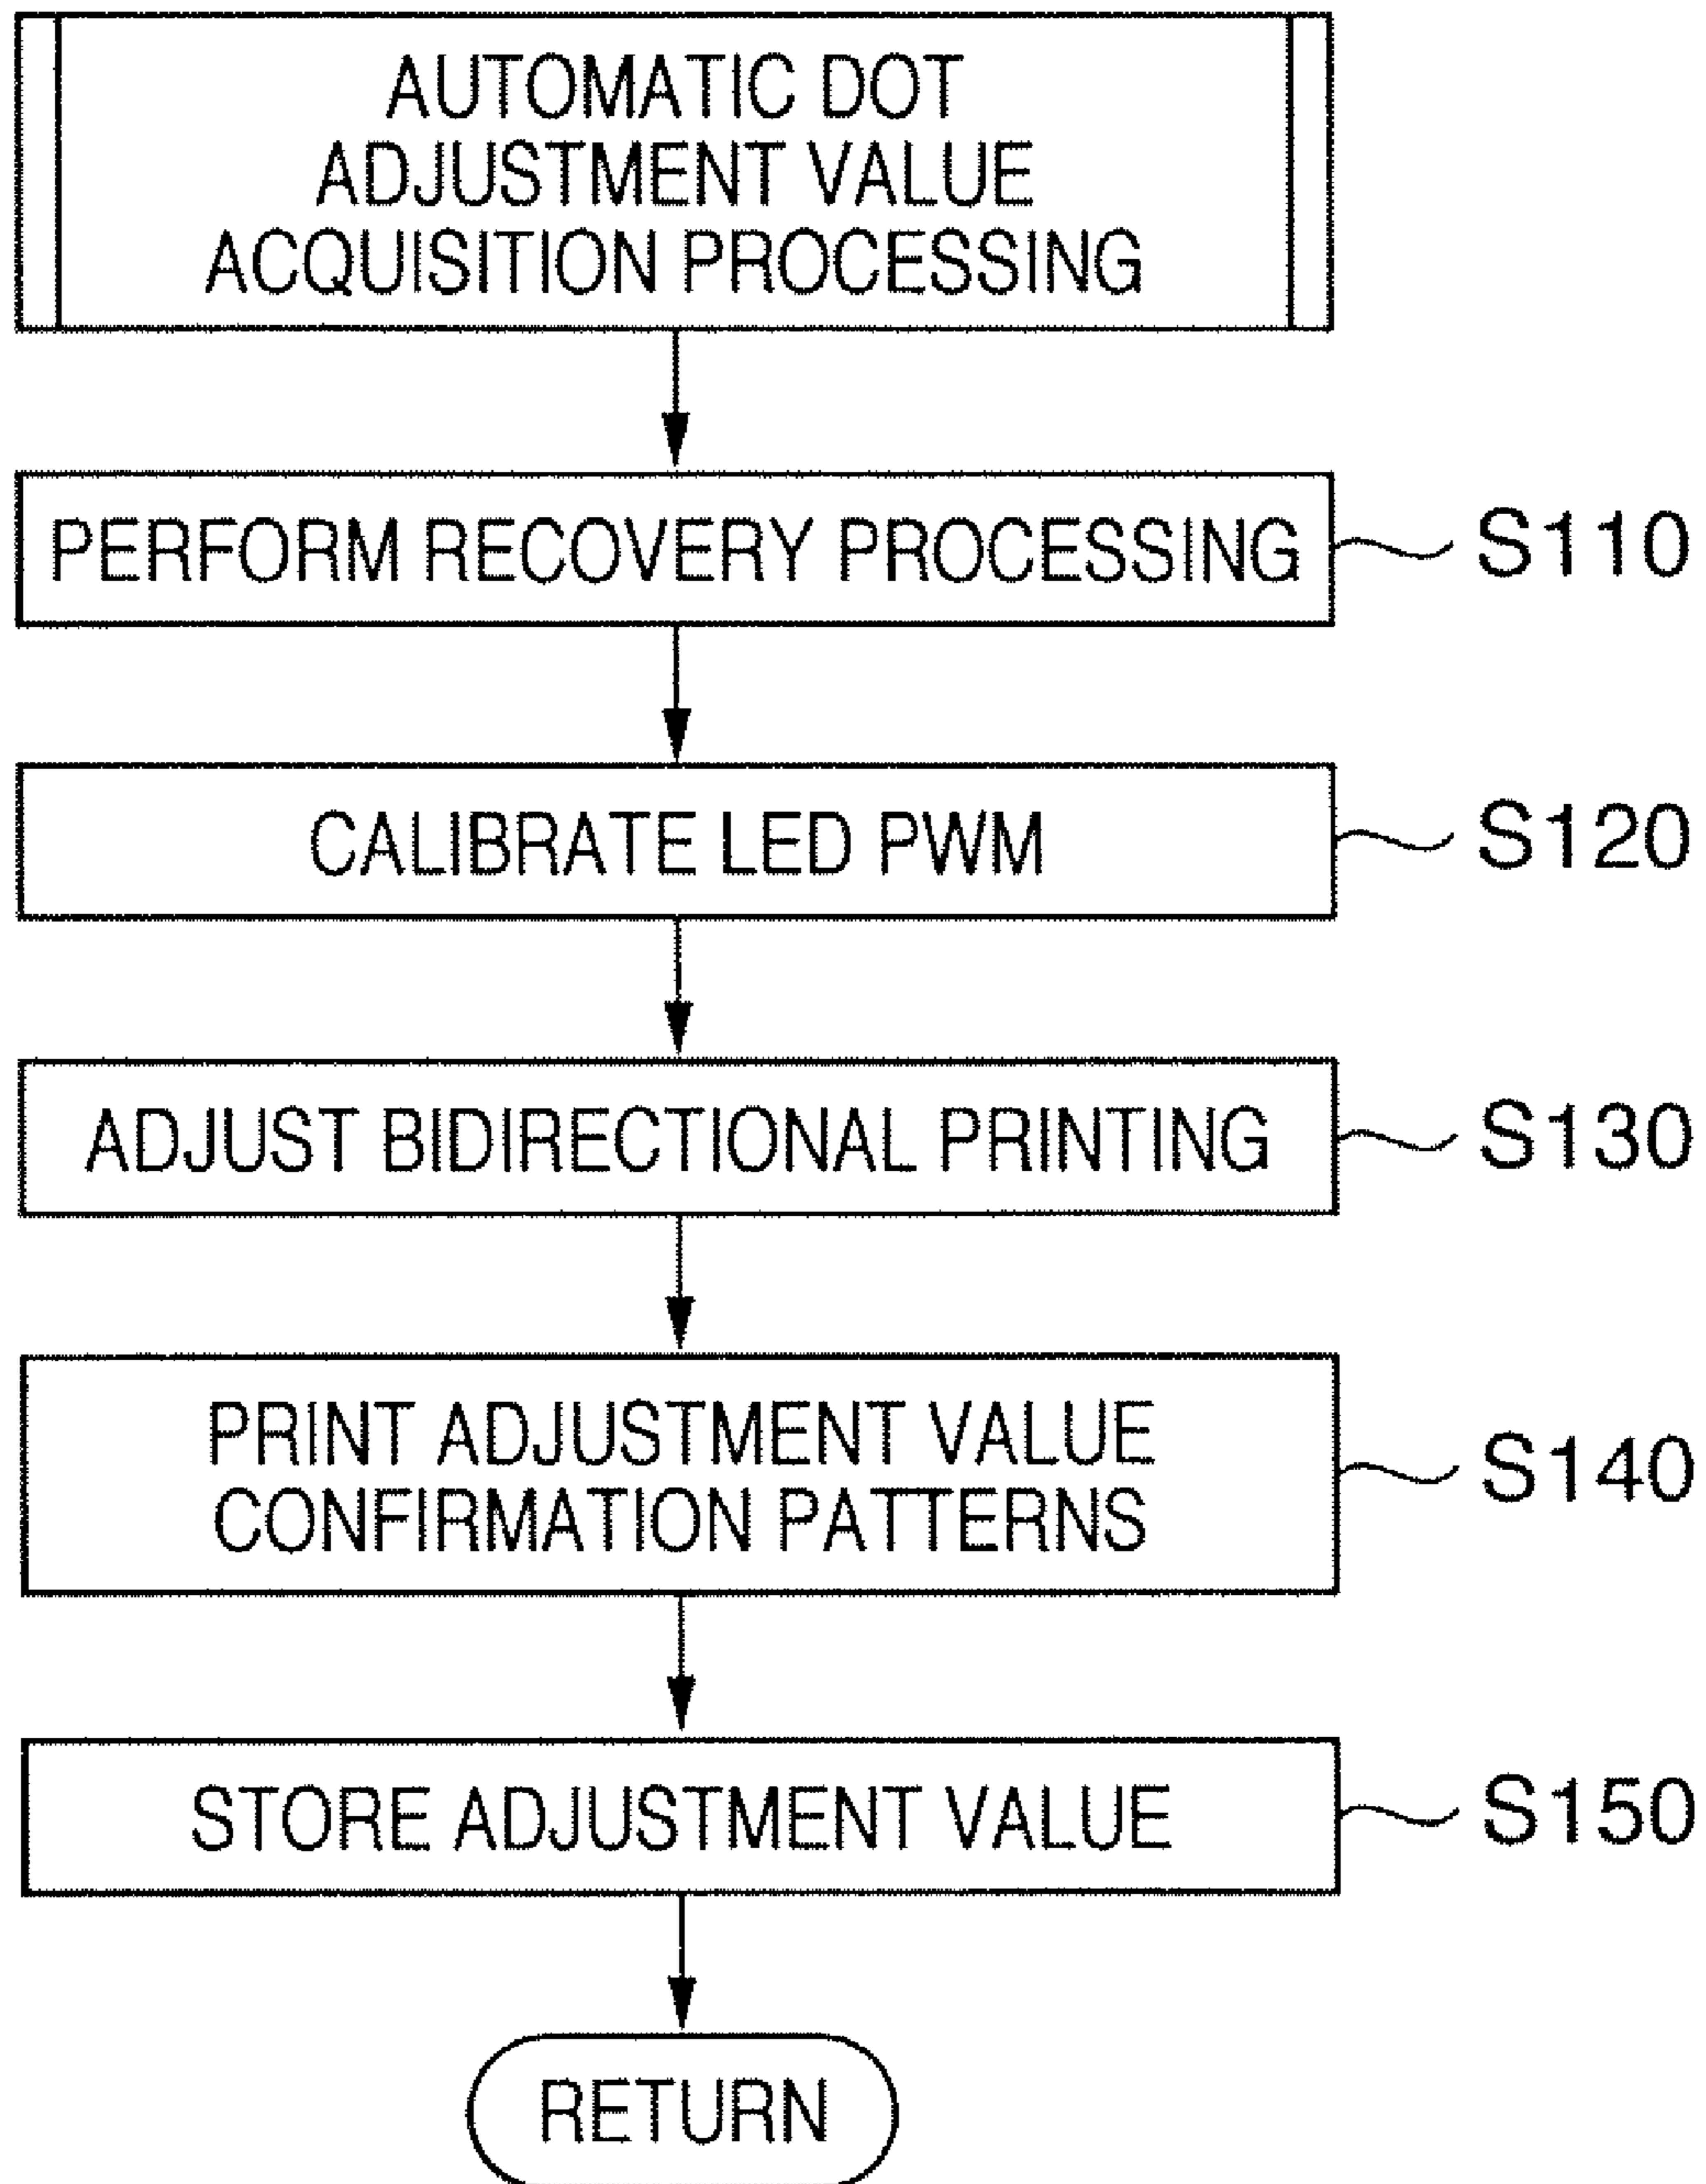 AUTOMATIC DOT
ADJUSTMENT VALUE
ACQUISITION PROCESSING
PERFORM RECOVERY PROCESSING
S110
CALIBRATE LED PWM
S120
ADJUST BIDIRECTIONAL PRINTING
S130
PRINT ADJUSTMENT VALUE
CONFIRMATION PATTERNS
S140
STORE ADJUSTMENT VALUE
S150
RETURN